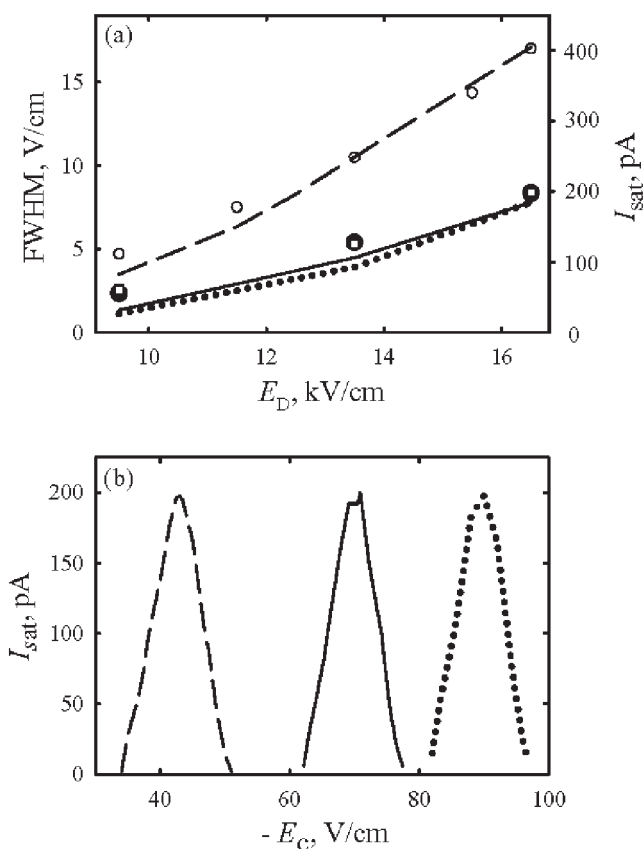 (a)
15
10
5
0
FWHM, V/cm
400
300
200
100
0
I_sat, pA
10 12 14 16
E_D, kV/cm
(b)
200
150
100
50
0
I_sat, pA
40 60 80 100
- E_C, V/cm